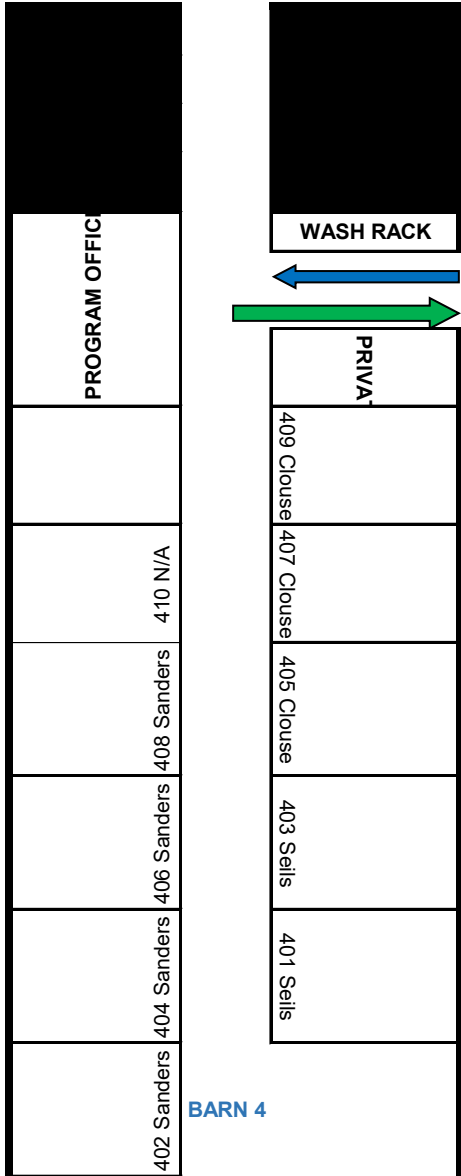 WASH RACK
PROGRAM OFFIC
PRIVA
409 Clouse
407 Clouse
410 N/A
405 Clouse
408 Sanders
403 Seils
406 Sanders
401 Seils
404 Sanders
402 Sanders
BARN 4